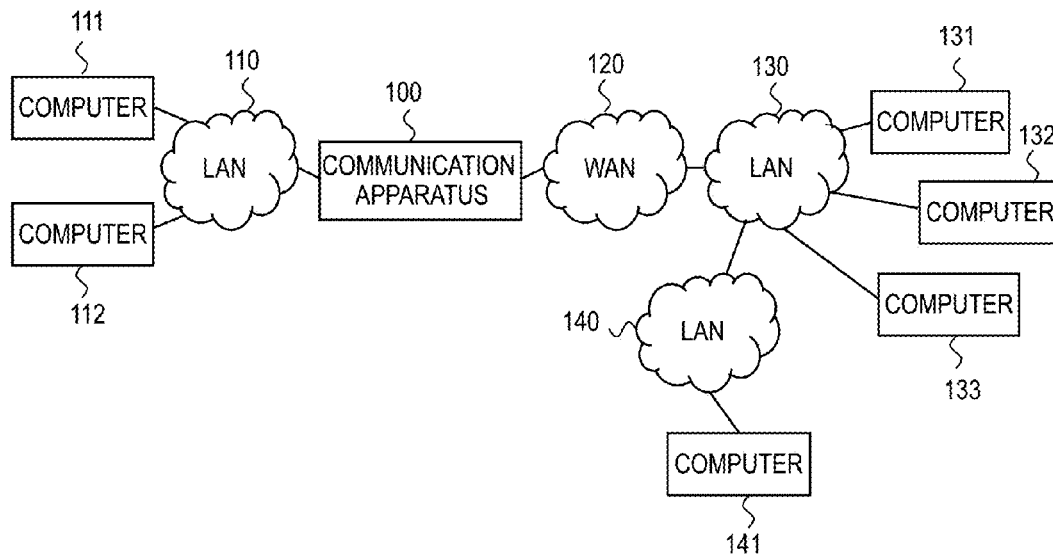 111
110
100
120
130
131
COMPUTER
LAN
COMMUNICATION
APPARATUS
WAN
LAN
COMPUTER
132
COMPUTER
COMPUTER
112
140
LAN
COMPUTER
133
COMPUTER
141